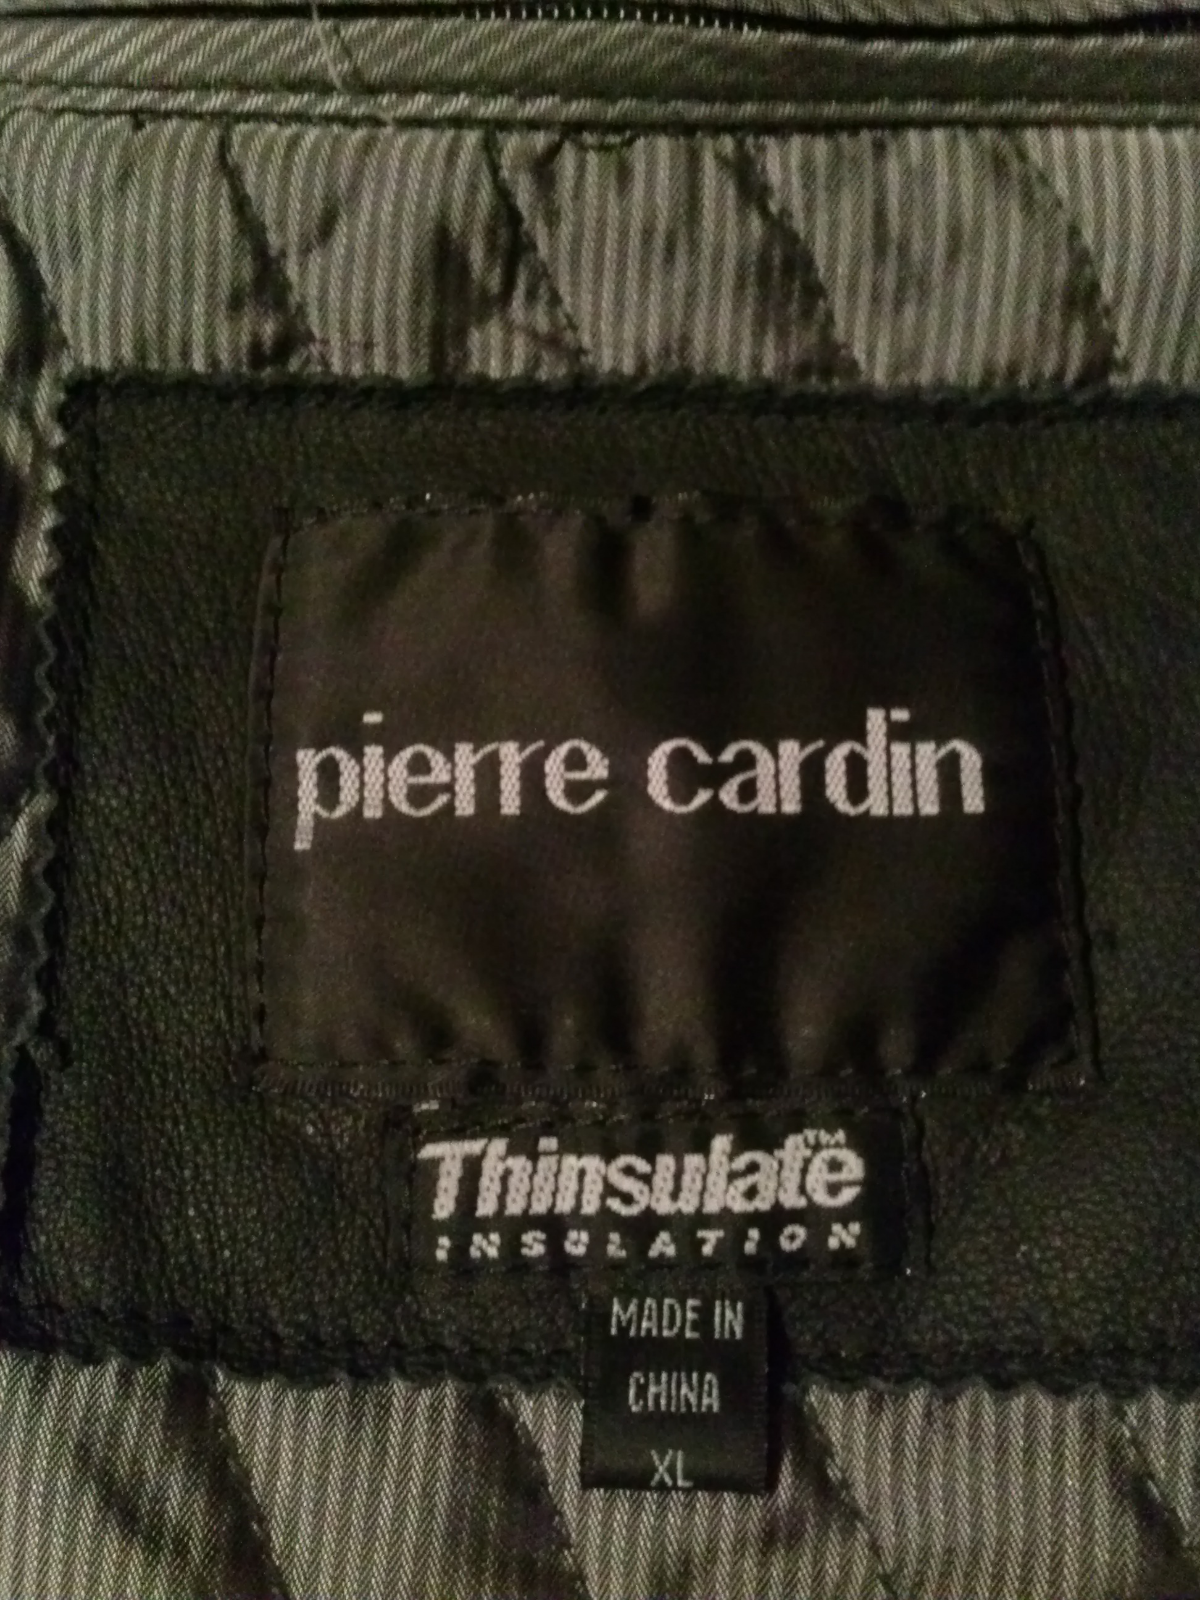 pierre cardin
Thinsulate™
INSULATION
MADE IN
CHINA
XL